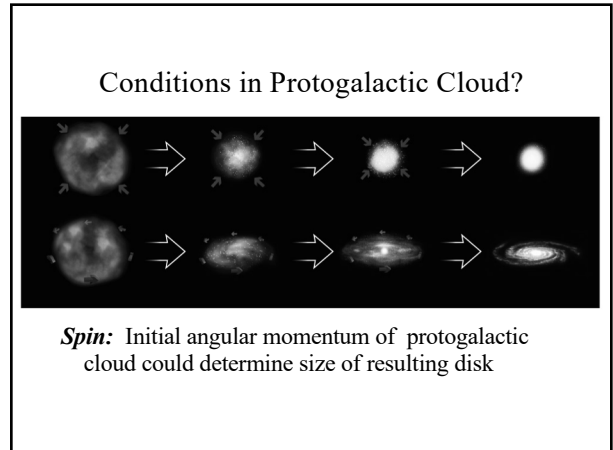 Conditions in Protogalactic Cloud?
Spin: Initial angular momentum of protogalactic
cloud could determine size of resulting disk